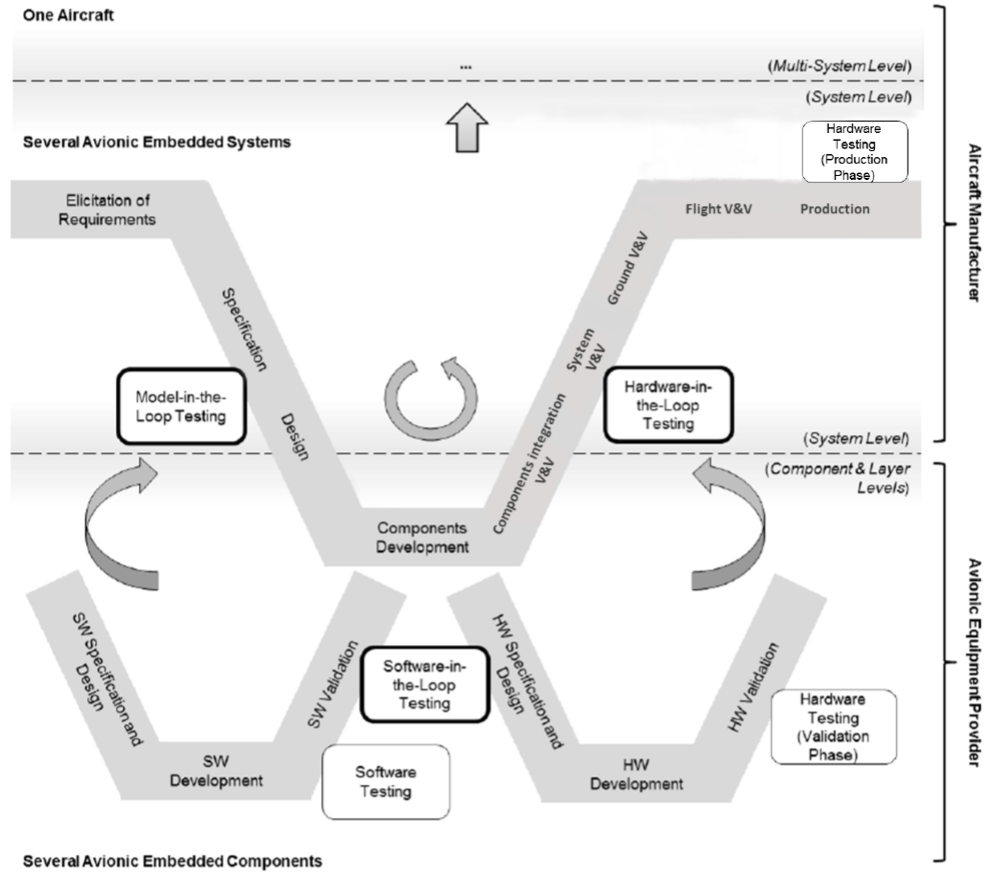 One Aircraft
...
(Multi-System Level)
(System Level)
Several Avionic Embedded Systems
Hardware
Testing
(Production
Phase)
Elicitation of
Requirements
Flight V&V
Production
Specification
Design
Ground V&V
System
V&V
Components integration
V&V
Model-in-the-
Loop Testing
Hardware-in-
the-Loop
Testing
(System Level)
(Component & Layer
Levels)
Components
Development
Aircraft Manufacturer
SW Specification and
Design
SW Validation
SW
Development
Software-in-
the-Loop
Testing
Software
Testing
HW Specification and
Design
HW Validation
HW
Development
Hardware
Testing
(Validation
Phase)
Avionic Equipment Provider
Several Avionic Embedded Components